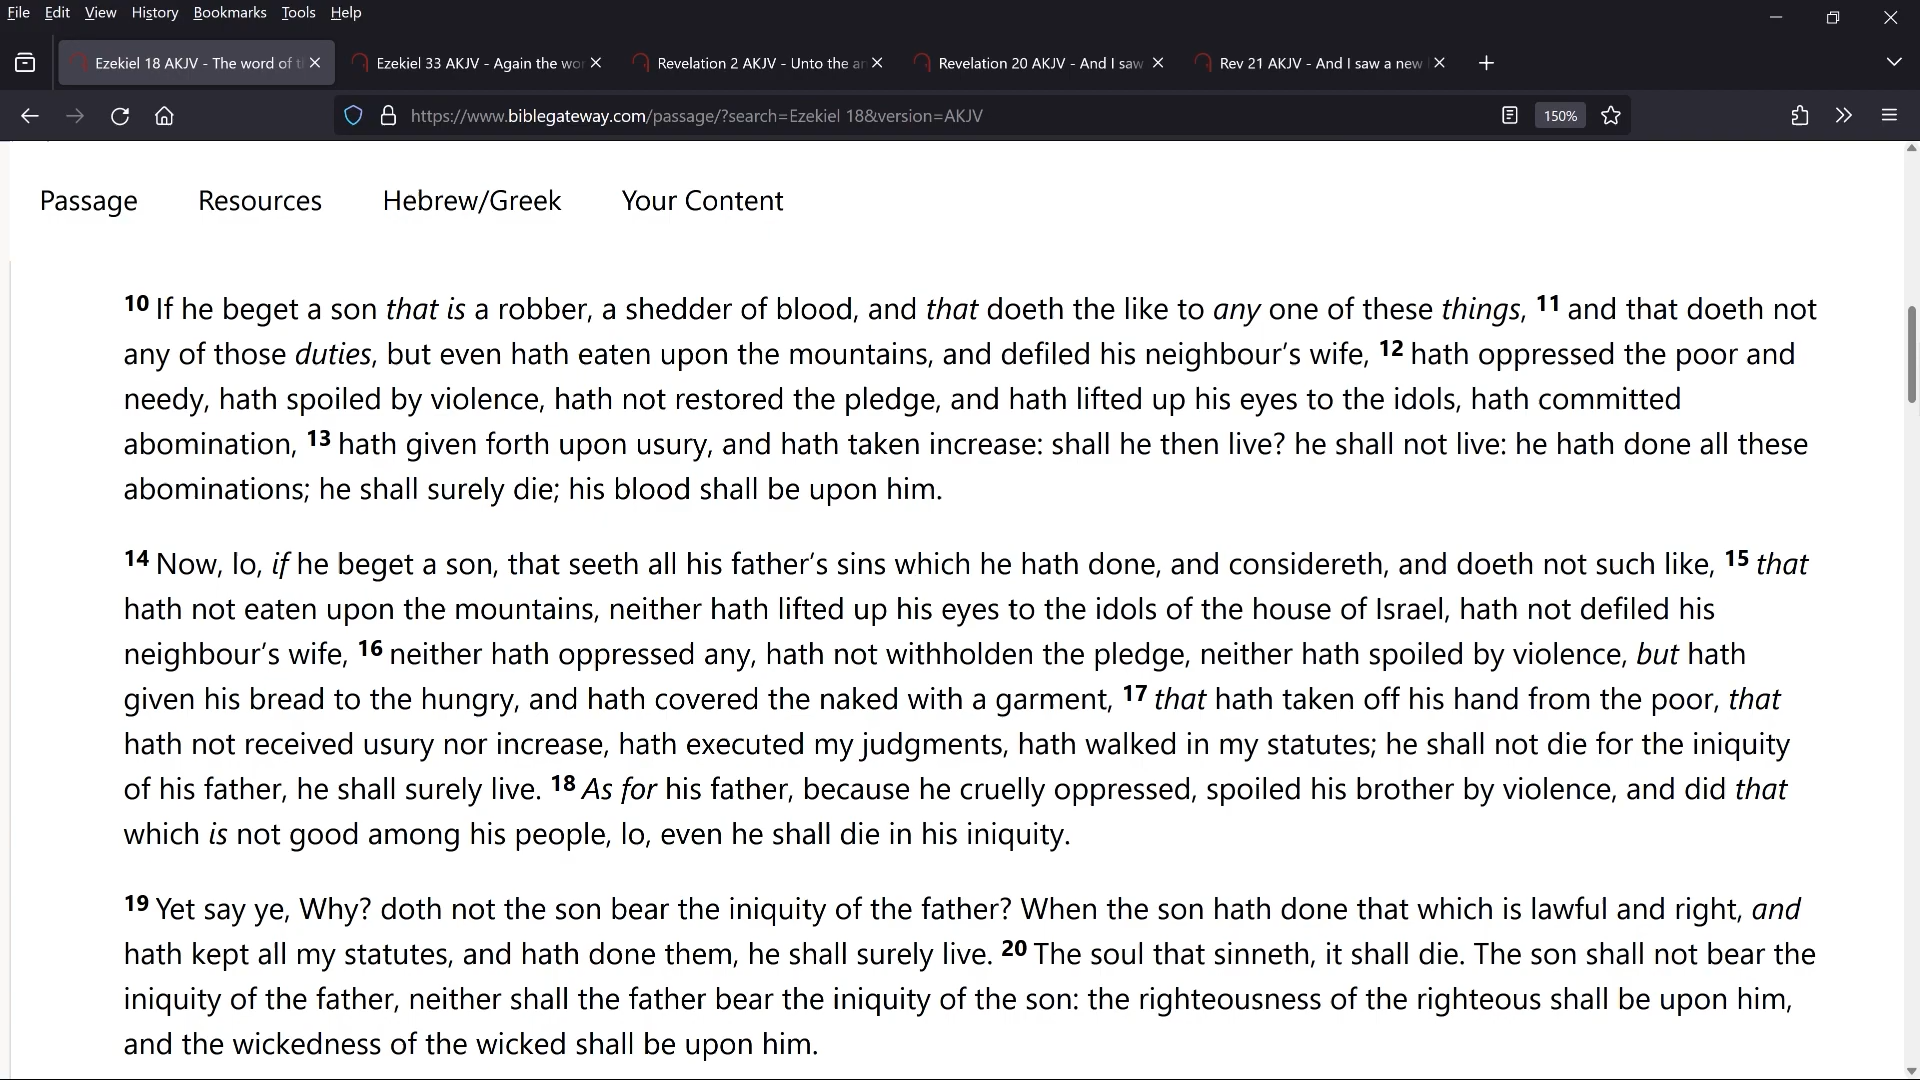 File Edit View History Bookmarks Tools Help
Ezekiel 18 AKJV - The word of t
Ezekiel 33 AKJV - Again the wo
Revelation 2 AKJV - Unto the a
Revelation 20 AKJV - And I saw
Rev 21 AKJV - And I saw a new
https://www.biblegateway.com/passage/?search=Ezekiel 18&version=AKJV
150%
Passage Resources Hebrew/Greek Your Content
10 If he beget a son that is a robber, a shedder of blood, and that doeth the like to any one of these things, 11 and that doeth not
any of those duties, but even hath eaten upon the mountains, and defiled his neighbour’s wife, 12 hath oppressed the poor and
needy, hath spoiled by violence, hath not restored the pledge, and hath lifted up his eyes to the idols, hath committed
abomination, 13 hath given forth upon usury, and hath taken increase: shall he then live? he shall not live: he hath done all these
abominations; he shall surely die; his blood shall be upon him.
14 Now, lo, if he beget a son, that seeth all his father’s sins which he hath done, and considereth, and doeth not such like, 15 that
hath not eaten upon the mountains, neither hath lifted up his eyes to the idols of the house of Israel, hath not defiled his
neighbour’s wife, 16 neither hath oppressed any, hath not withholden the pledge, neither hath spoiled by violence, but hath
given his bread to the hungry, and hath covered the naked with a garment, 17 that hath taken off his hand from the poor, that
hath not received usury nor increase, hath executed my judgments, hath walked in my statutes; he shall not die for the iniquity
of his father, he shall surely live. 18 As for his father, because he cruelly oppressed, spoiled his brother by violence, and did that
which is not good among his people, lo, even he shall die in his iniquity.
19 Yet say ye, Why? doth not the son bear the iniquity of the father? When the son hath done that which is lawful and right, and
hath kept all my statutes, and hath done them, he shall surely live. 20 The soul that sinneth, it shall die. The son shall not bear the
iniquity of the father, neither shall the father bear the iniquity of the son: the righteousness of the righteous shall be upon him,
and the wickedness of the wicked shall be upon him.